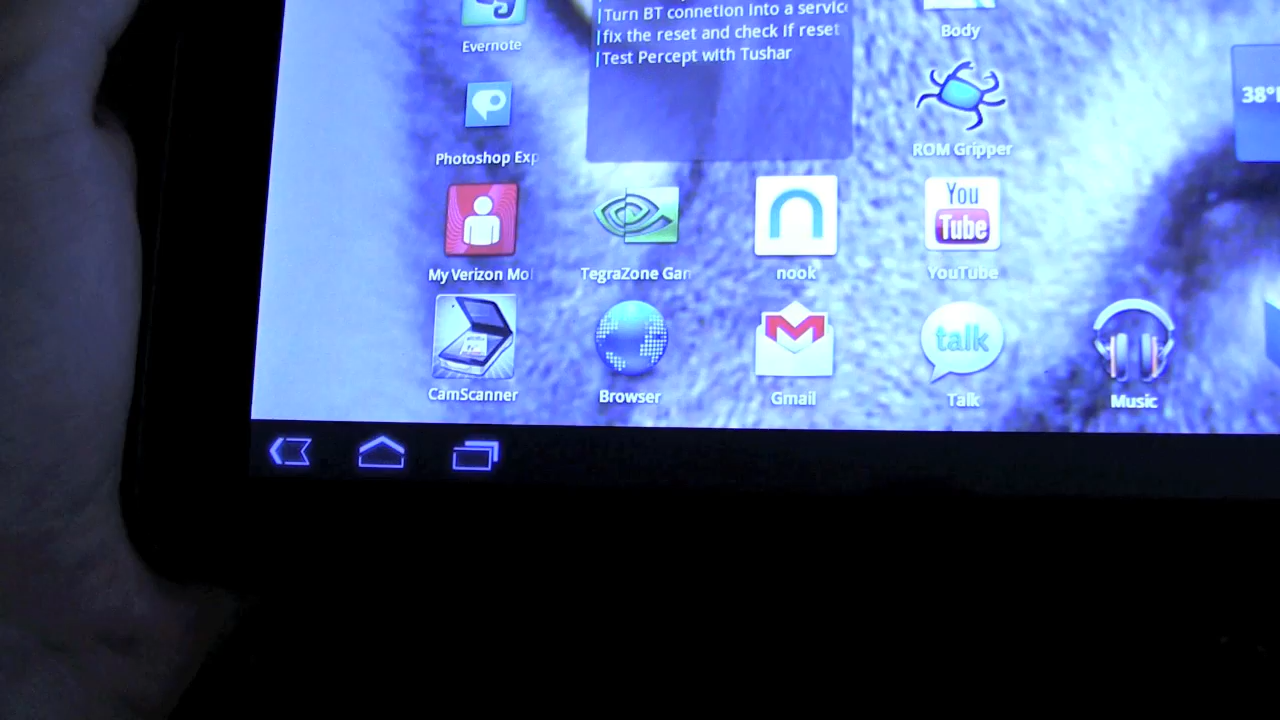 |Turn BT connetion into a servic
|fix the reset and check if reset
|Test Percept with Tushar
Evernote
Body
38°
Photoshop Exp
ROM Gripper
You
Tube
My Verizon Mo
TegraZone Gam
nook
YouTube
talk
CamScanner
Browser
Gmail
Talk
Music